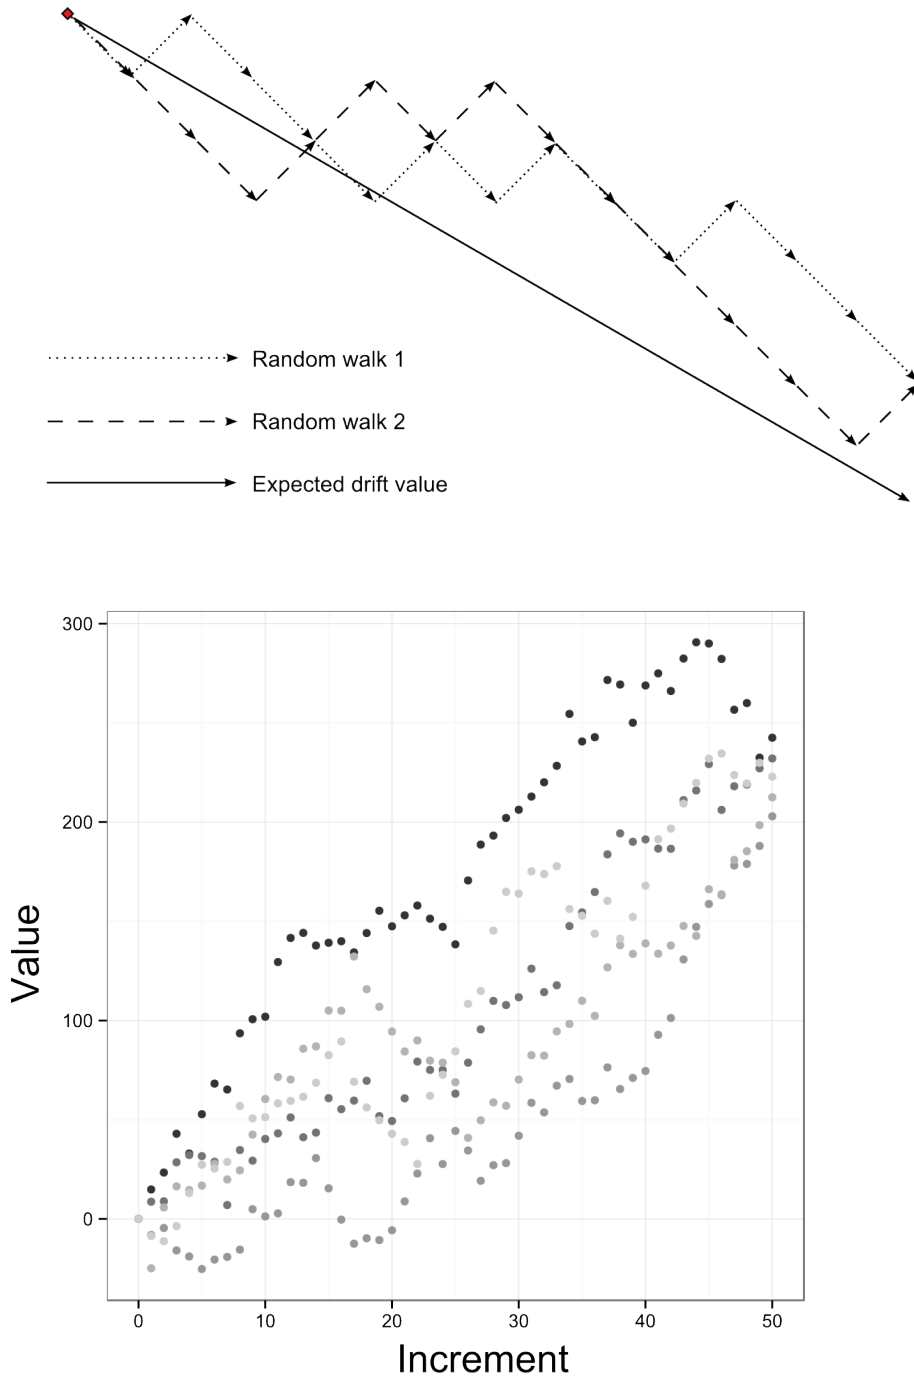 Random walk 1
Random walk 2
Expected drift value
300
200
100
0
Value
0 10 20 30 40 50
Increment